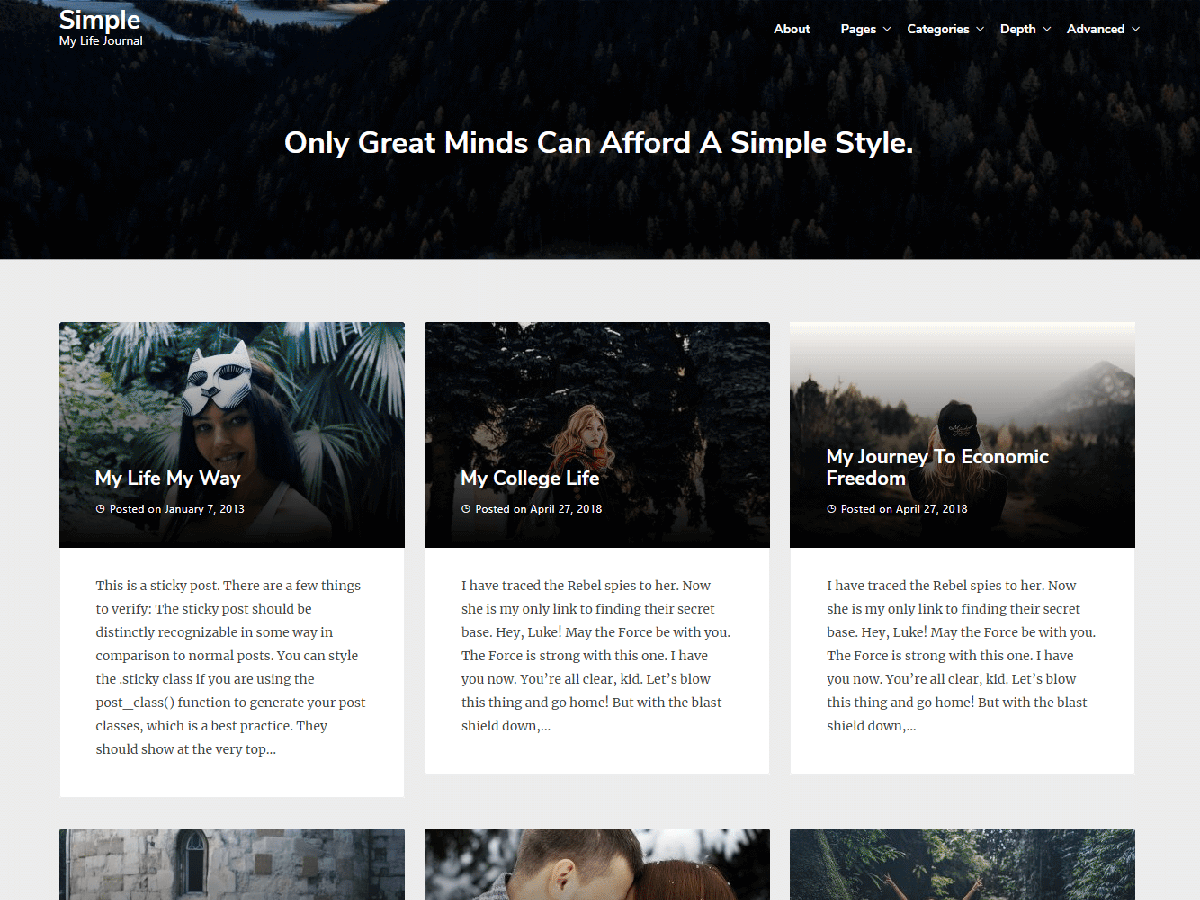 Simple
My Life Journal
About Pages Categories Depth Advanced
Only Great Minds Can Afford A Simple Style.
My Life My Way
Posted on January 7, 2013
This is a sticky post. There are a few things
to verify: The sticky post should be
distinctly recognizable in some way in
comparison to normal posts. You can style
the .sticky class if you are using the
post_class() function to generate your post
classes, which is a best practice. They
should show at the very top...
My College Life
Posted on April 27, 2018
I have traced the Rebel spies to her. Now
she is my only link to finding their secret
base. Hey, Luke! May the Force be with you.
The Force is strong with this one. I have
you now. You’re all clear, kid. Let’s blow
this thing and go home! But with the blast
shield down,...
My Journey To Economic
Freedom
Posted on April 27, 2018
I have traced the Rebel spies to her. Now
she is my only link to finding their secret
base. Hey, Luke! May the Force be with you.
The Force is strong with this one. I have
you now. You’re all clear, kid. Let’s blow
this thing and go home! But with the blast
shield down,...